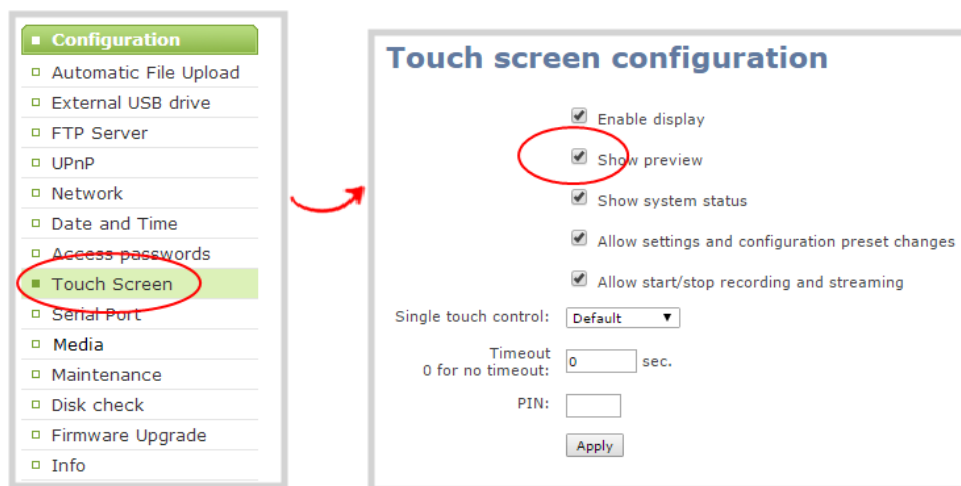 Configuration
Automatic File Upload
External USB drive
FTP Server
UPnP
Network
Date and Time
Access passwords
Touch Screen
Serial Port
Media
Maintenance
Disk check
Firmware Upgrade
Info
Touch screen configuration
Enable display
Show preview
Show system status
Allow settings and configuration preset changes
Allow start/stop recording and streaming
Single touch control: Default
Timeout
0 for no timeout: 0 sec.
PIN:
Apply